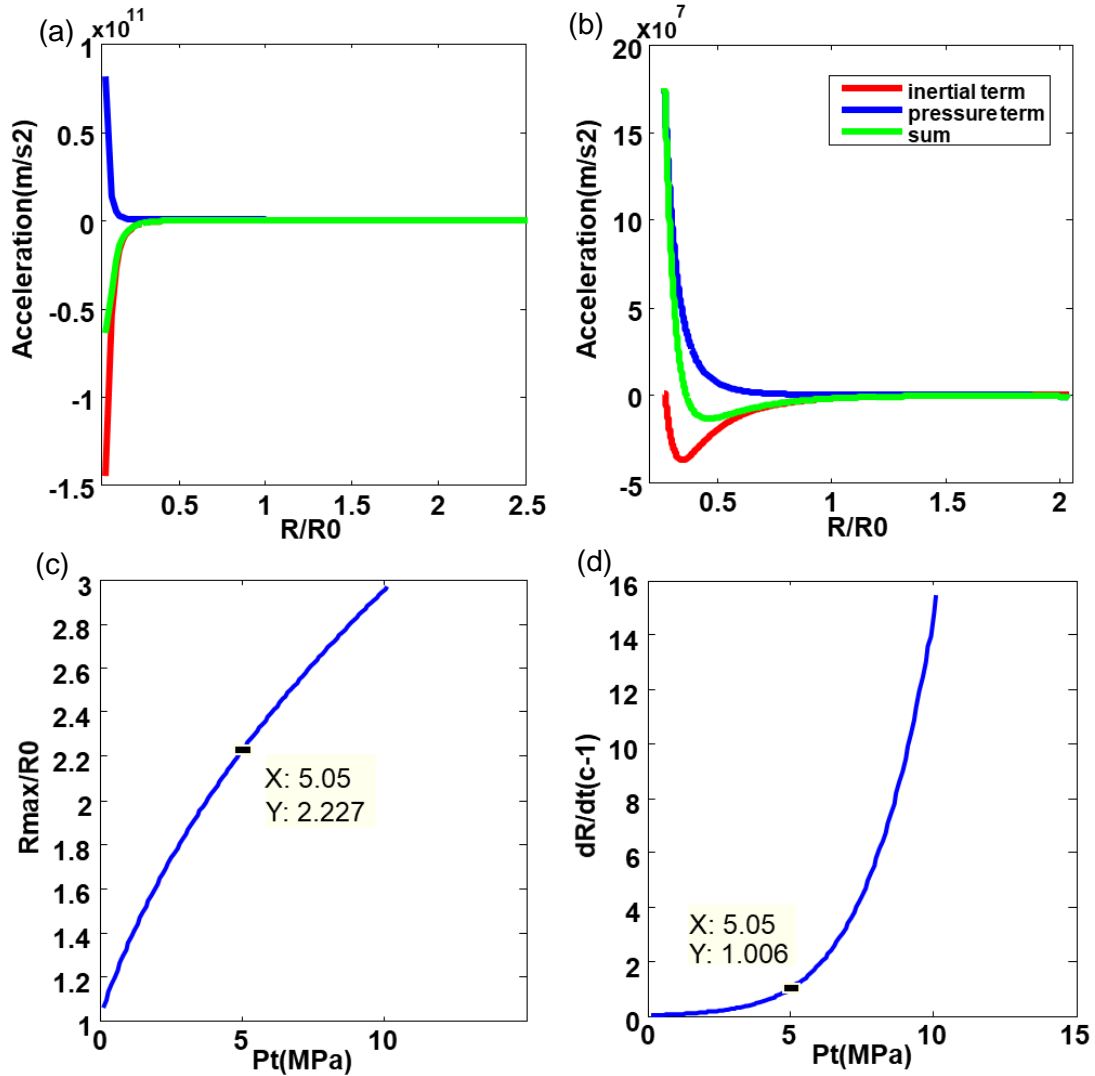 (a)
x10^11
1
0.5
0
-0.5
-1
-1.5
Acceleration(m/s2)
0.5 1 1.5 2 2.5
R/R0
(b)
x10^7
20
15
10
5
0
-5
Acceleration(m/s2)
inertial term
pressure term
sum
0.5 1 1.5 2
R/R0
(c)
3
2.8
2.6
2.4
2.2
2
1.8
1.6
1.4
1.2
1
Rmax/R0
X: 5.05
Y: 2.227
0 5 10
Pt(MPa)
(d)
16
14
12
10
8
6
4
2
0
dR/dt(c-1)
X: 5.05
Y: 1.006
0 5 10 15
Pt(MPa)